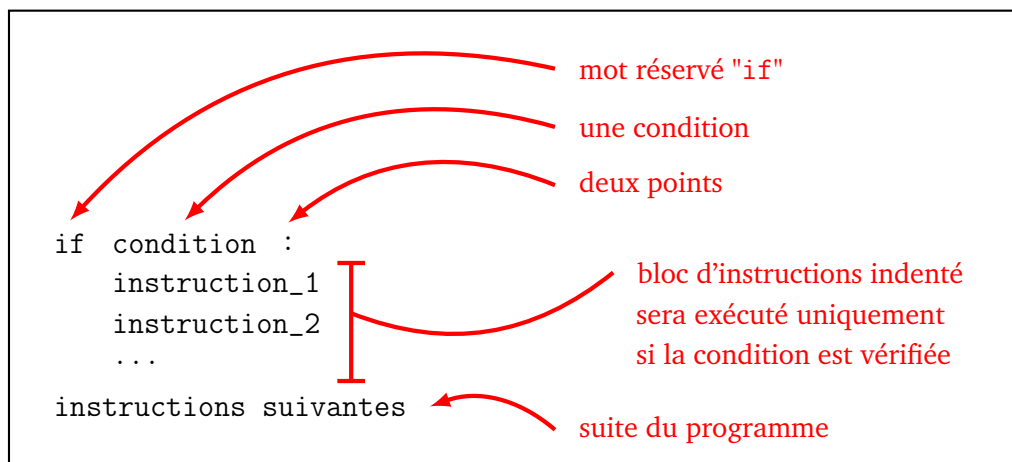 mot réservé "if"
une condition
deux points
if condition :
instruction_1
instruction_2
...
instructions suivantes
bloc d'instructions indenté
sera exécuté uniquement
si la condition est vérifiée
suite du programme